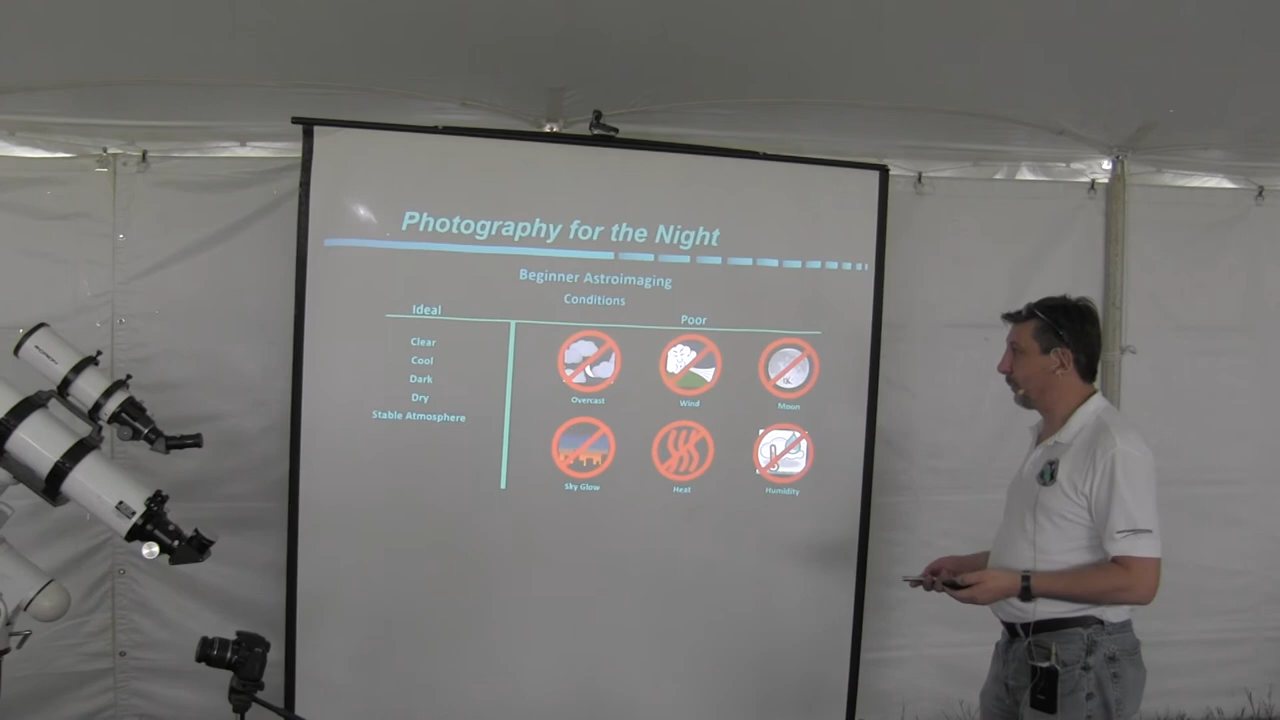 Photography for the Night
Beginner Astroimaging
Conditions
Ideal
Poor
Clear
Cool
Dark
Dry
Stable Atmosphere
Overcast
Wind
Moon
Sky Glow
Heat
Humidity